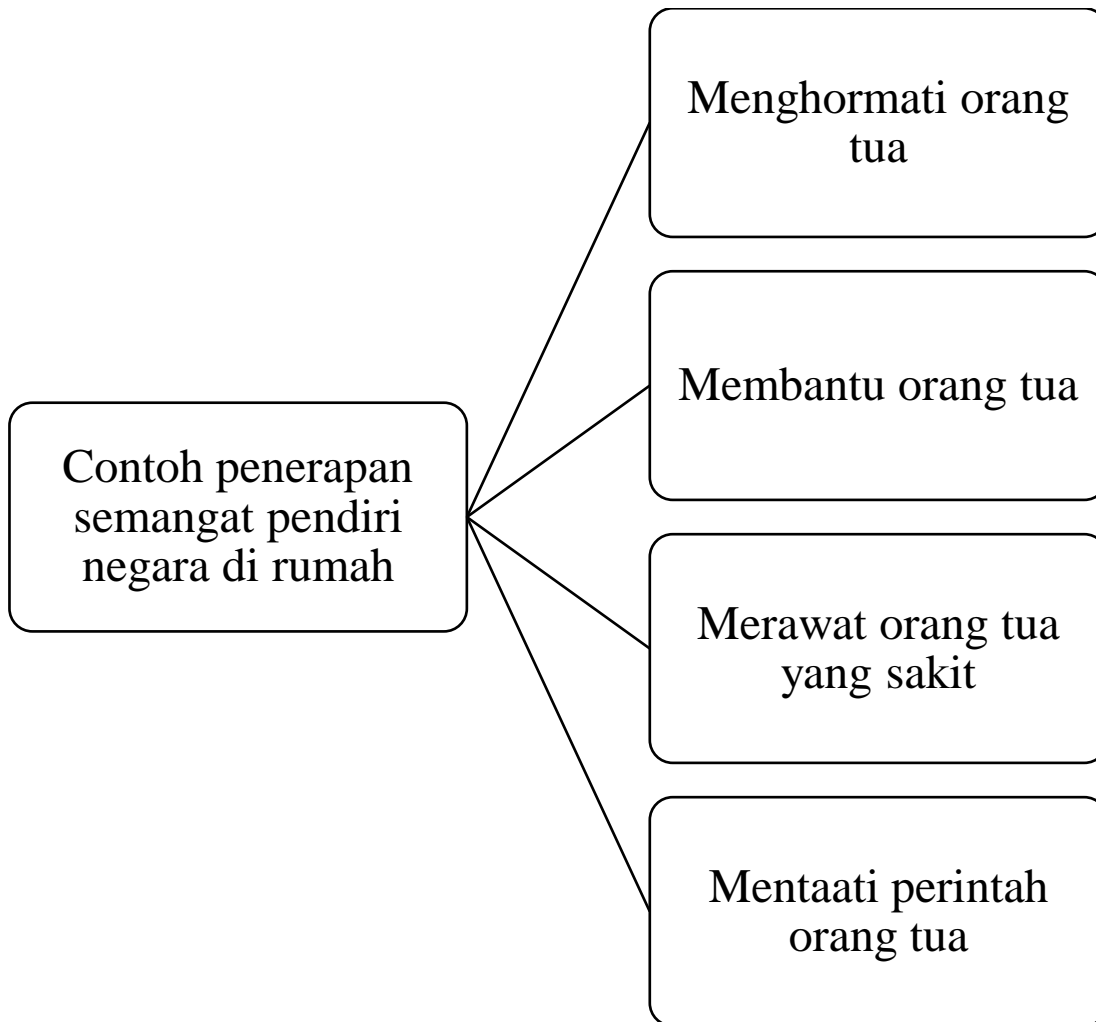 Contoh penerapan
semangat pendiri
negara di rumah
Menghormati orang
tua
Membantu orang tua
Merawat orang tua
yang sakit
Mentaati perintah
orang tua